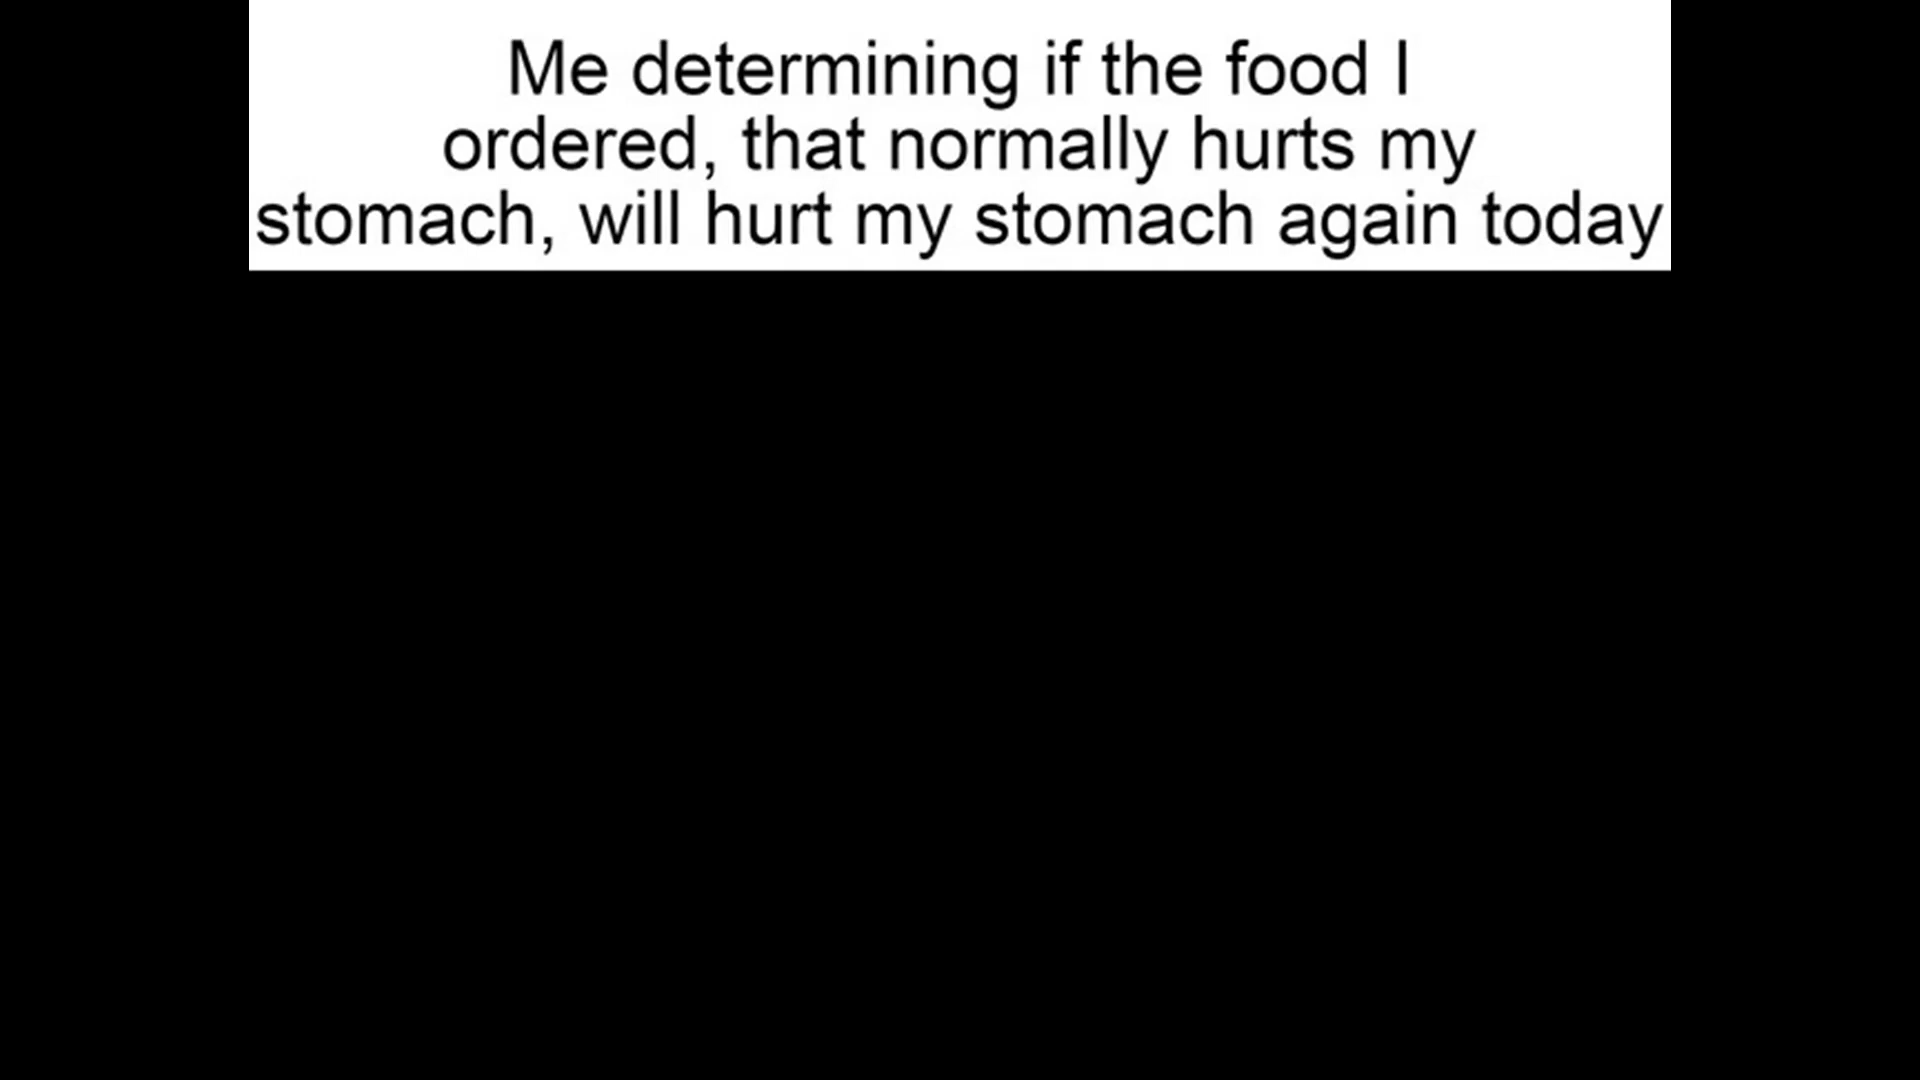 Me determining if the food I
ordered, that normally hurts my
stomach, will hurt my stomach again today